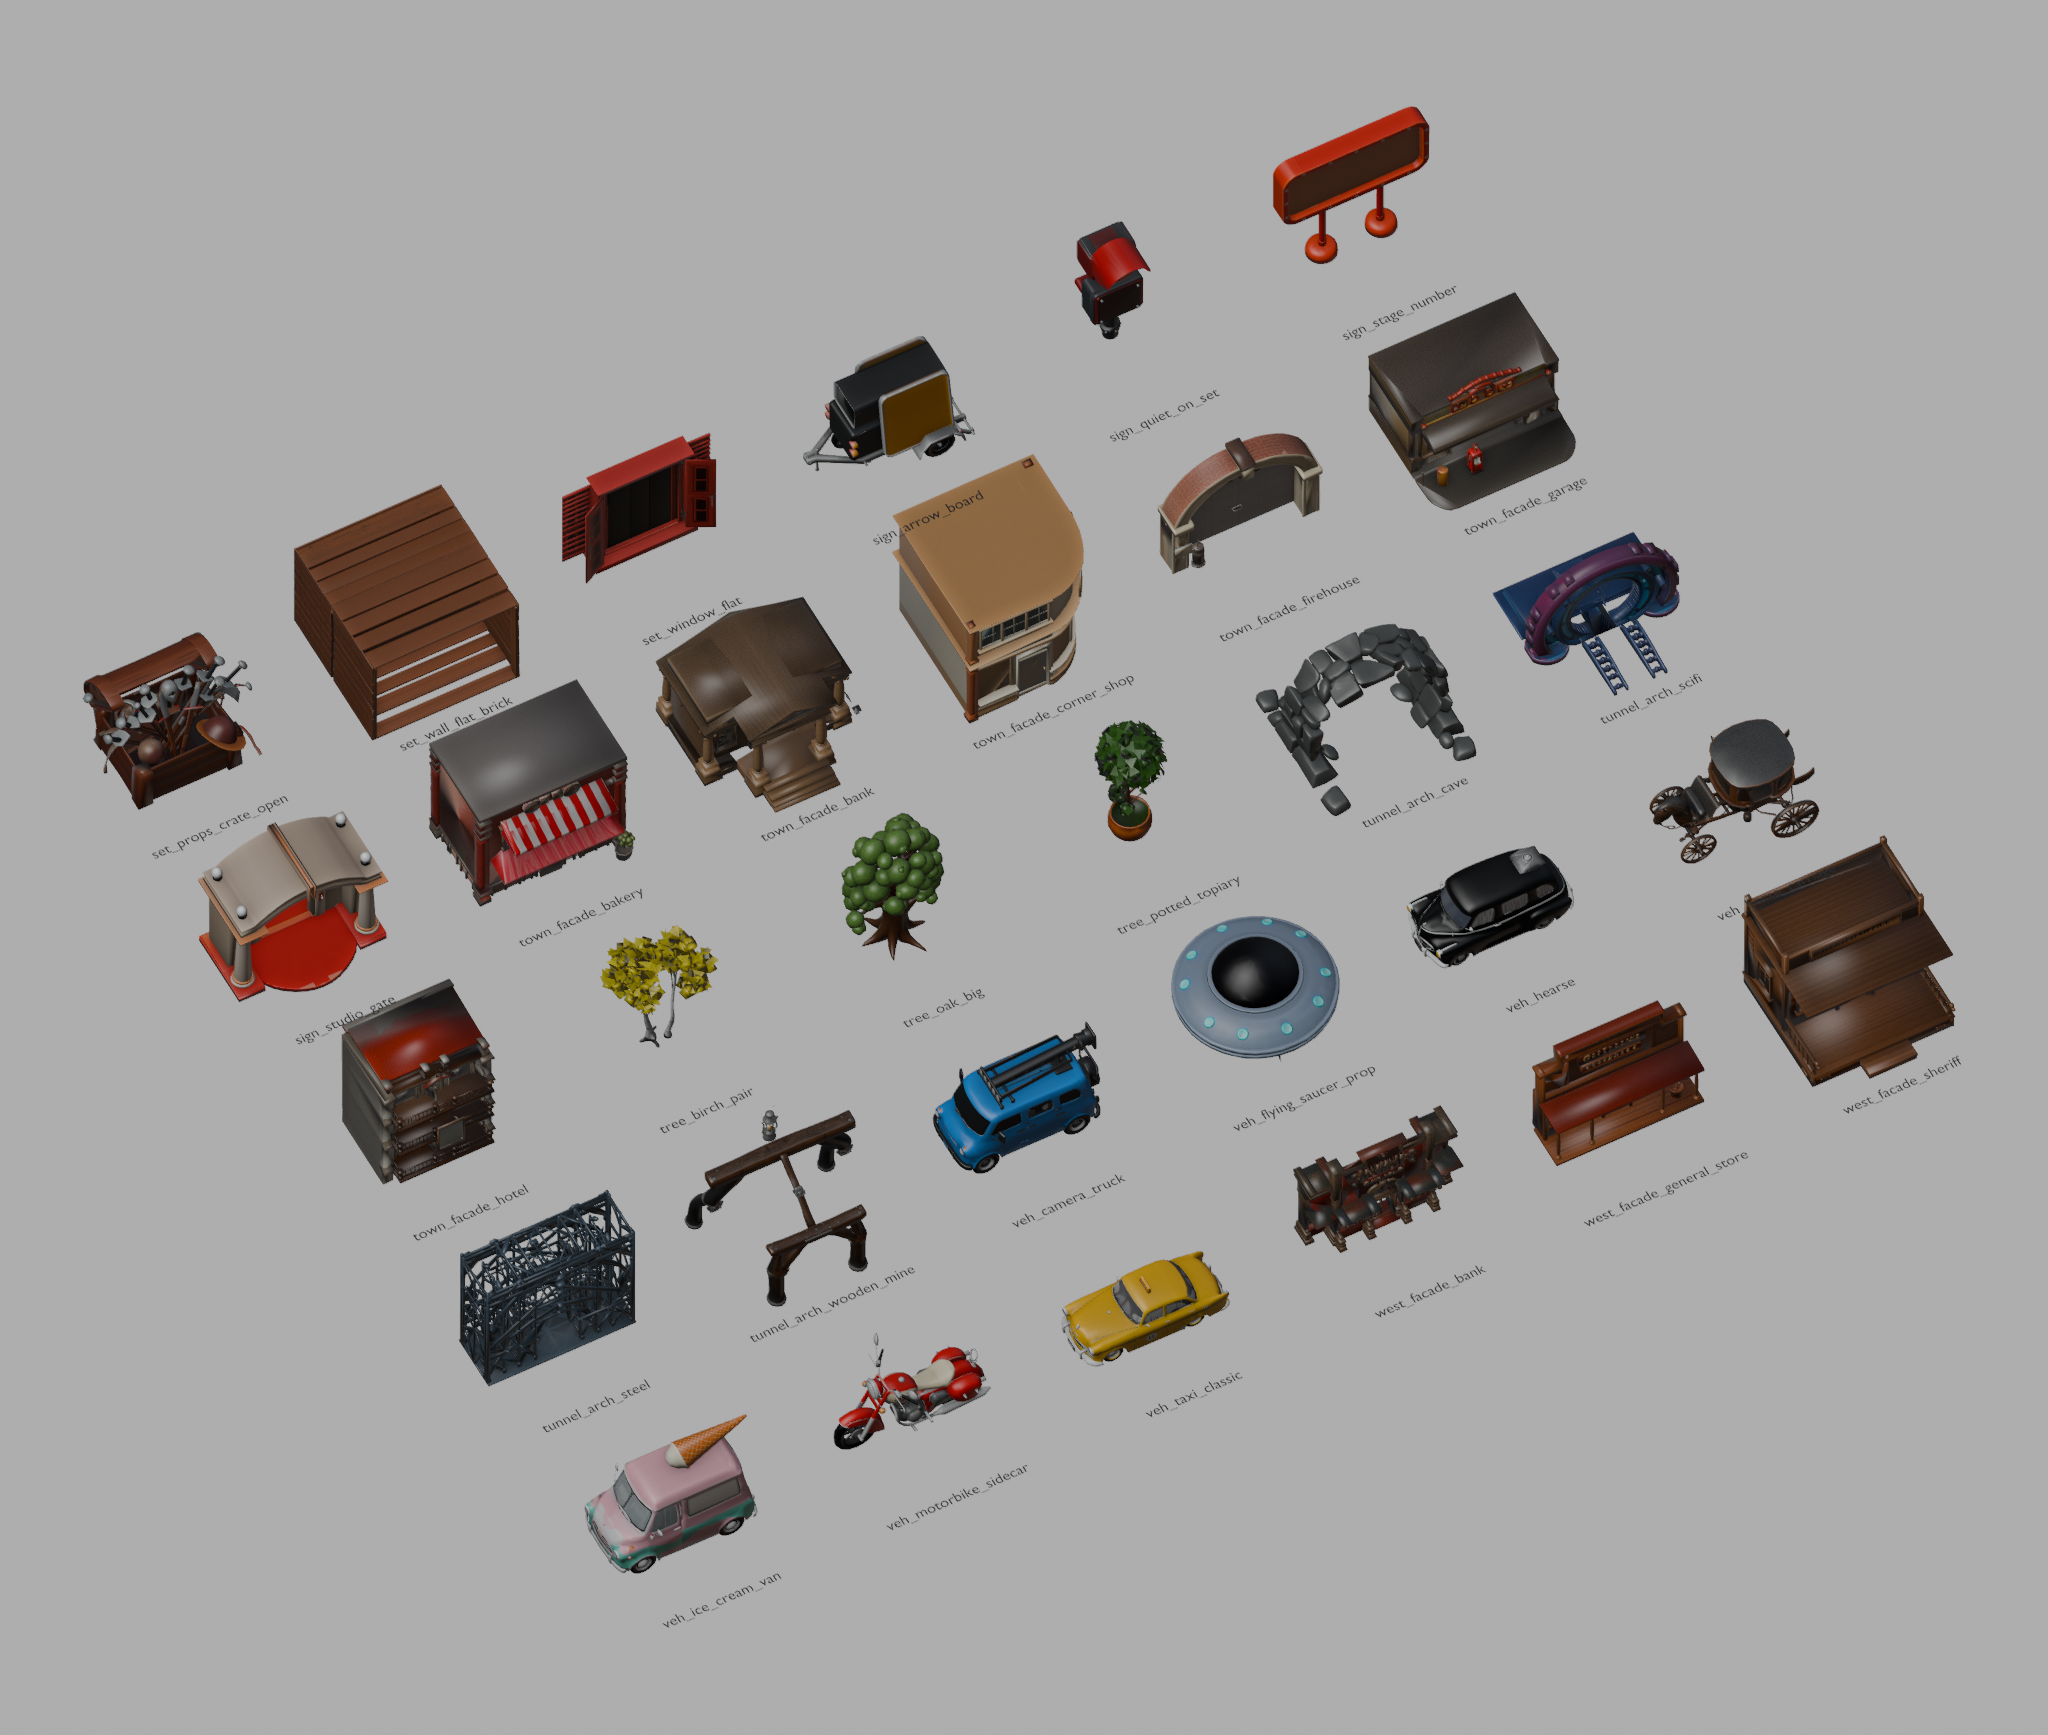 sign_stage_number
sign_quiet_on_set
town_facade_garage
sign_arrow_board
town_facade_firehouse
set_window_flat
town_facade_corner_shop
tunnel_arch_scifi
set_wall_flat_brick
town_facade_bank
tunnel_arch_cave
set_props_crate_open
town_facade_bakery
tree_potted_topiary
veh_
sign_studio_gate
tree_oak_big
veh_hearse
west_facade_sheriff
town_facade_hotel
tree_birch_pair
veh_flying_saucer_prop
west_facade_general_store
tunnel_arch_wooden_mine
veh_camera_truck
west_facade_bank
tunnel_arch_steel
veh_taxi_classic
veh_motorbike_sidecar
veh_ice_cream_van